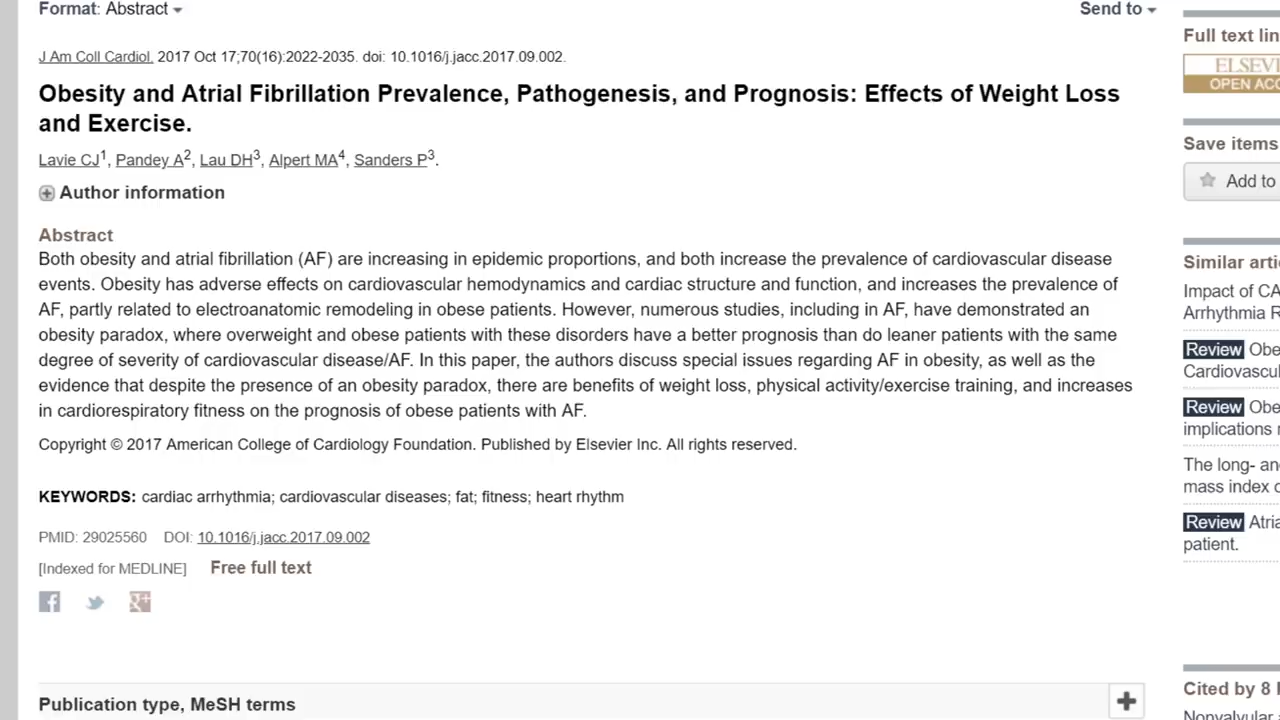 Format: Abstract
Send to
J Am Coll Cardiol. 2017 Oct 17;70(16):2022-2035. doi: 10.1016/j.jacc.2017.09.002.
Obesity and Atrial Fibrillation Prevalence, Pathogenesis, and Prognosis: Effects of Weight Loss
and Exercise.
Lavie CJ1, Pandey A2, Lau DH3, Alpert MA4, Sanders P3.
Author information
Abstract
Both obesity and atrial fibrillation (AF) are increasing in epidemic proportions, and both increase the prevalence of cardiovascular disease
events. Obesity has adverse effects on cardiovascular hemodynamics and cardiac structure and function, and increases the prevalence of
AF, partly related to electroanatomic remodeling in obese patients. However, numerous studies, including in AF, have demonstrated an
obesity paradox, where overweight and obese patients with these disorders have a better prognosis than do leaner patients with the same
degree of severity of cardiovascular disease/AF. In this paper, the authors discuss special issues regarding AF in obesity, as well as the
evidence that despite the presence of an obesity paradox, there are benefits of weight loss, physical activity/exercise training, and increases
in cardiorespiratory fitness on the prognosis of obese patients with AF.
Copyright © 2017 American College of Cardiology Foundation. Published by Elsevier Inc. All rights reserved.
KEYWORDS: cardiac arrhythmia; cardiovascular diseases; fat; fitness; heart rhythm
PMID: 29025560 DOI: 10.1016/j.jacc.2017.09.002
[Indexed for MEDLINE] Free full text
Publication type, MeSH terms
Full text lin
ELSEVI
OPEN ACC
Save items
Add to
Similar arti
Impact of CA
Arrhythmia R
Review Obe
Cardiovascul
Review Obe
implications
The long- an
mass index
Review Atria
patient.
Cited by 8
Nonvalvular